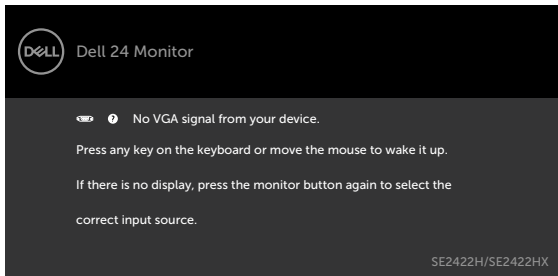 DELL
Dell 24 Monitor
? No VGA signal from your device.
Press any key on the keyboard or move the mouse to wake it up.
If there is no display, press the monitor button again to select the
correct input source.
SE2422H/SE2422HX